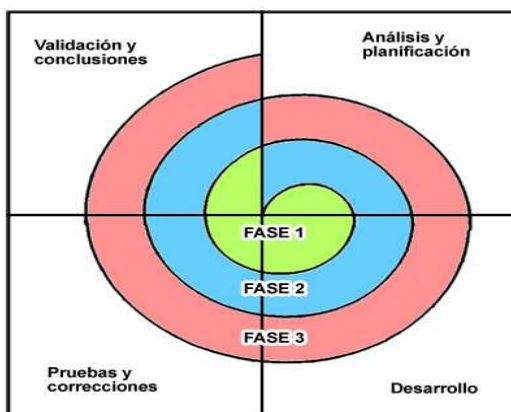 Validación y
conclusiones
Análisis y
planificación
FASE 1
FASE 2
FASE 3
Pruebas y
correcciones
Desarrollo